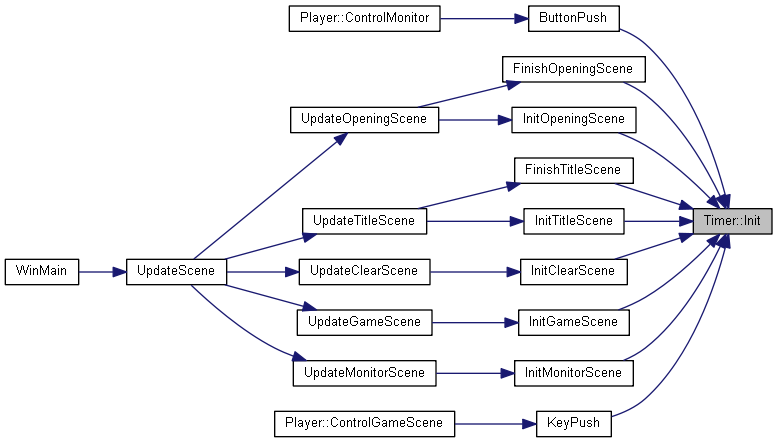 Player::ControlMonitor
ButtonPush
FinishOpeningScene
UpdateOpeningScene
InitOpeningScene
FinishTitleScene
UpdateTitleScene
InitTitleScene
Timer::Init
WinMain
UpdateScene
UpdateClearScene
InitClearScene
UpdateGameScene
InitGameScene
UpdateMonitorScene
InitMonitorScene
Player::ControlGameScene
KeyPush